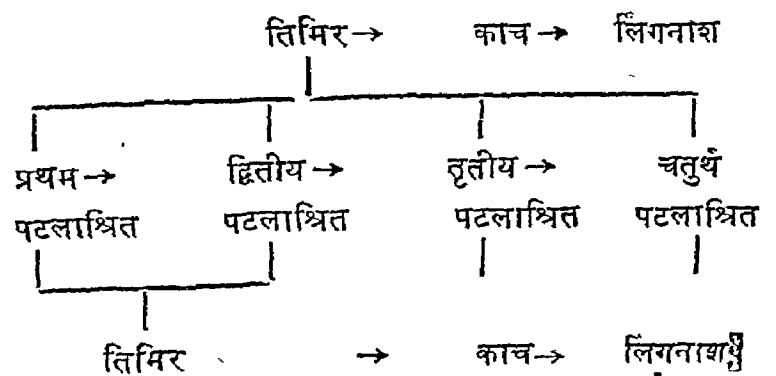 तिमिर→ काच→ लिंगनाश
प्रथम→ द्वितीय→ तृतीय→ चतुर्थ
पटलाश्रित पटलाश्रित पटलाश्रित पटलाश्रित
तिमिर → काच→ लिंगनाश